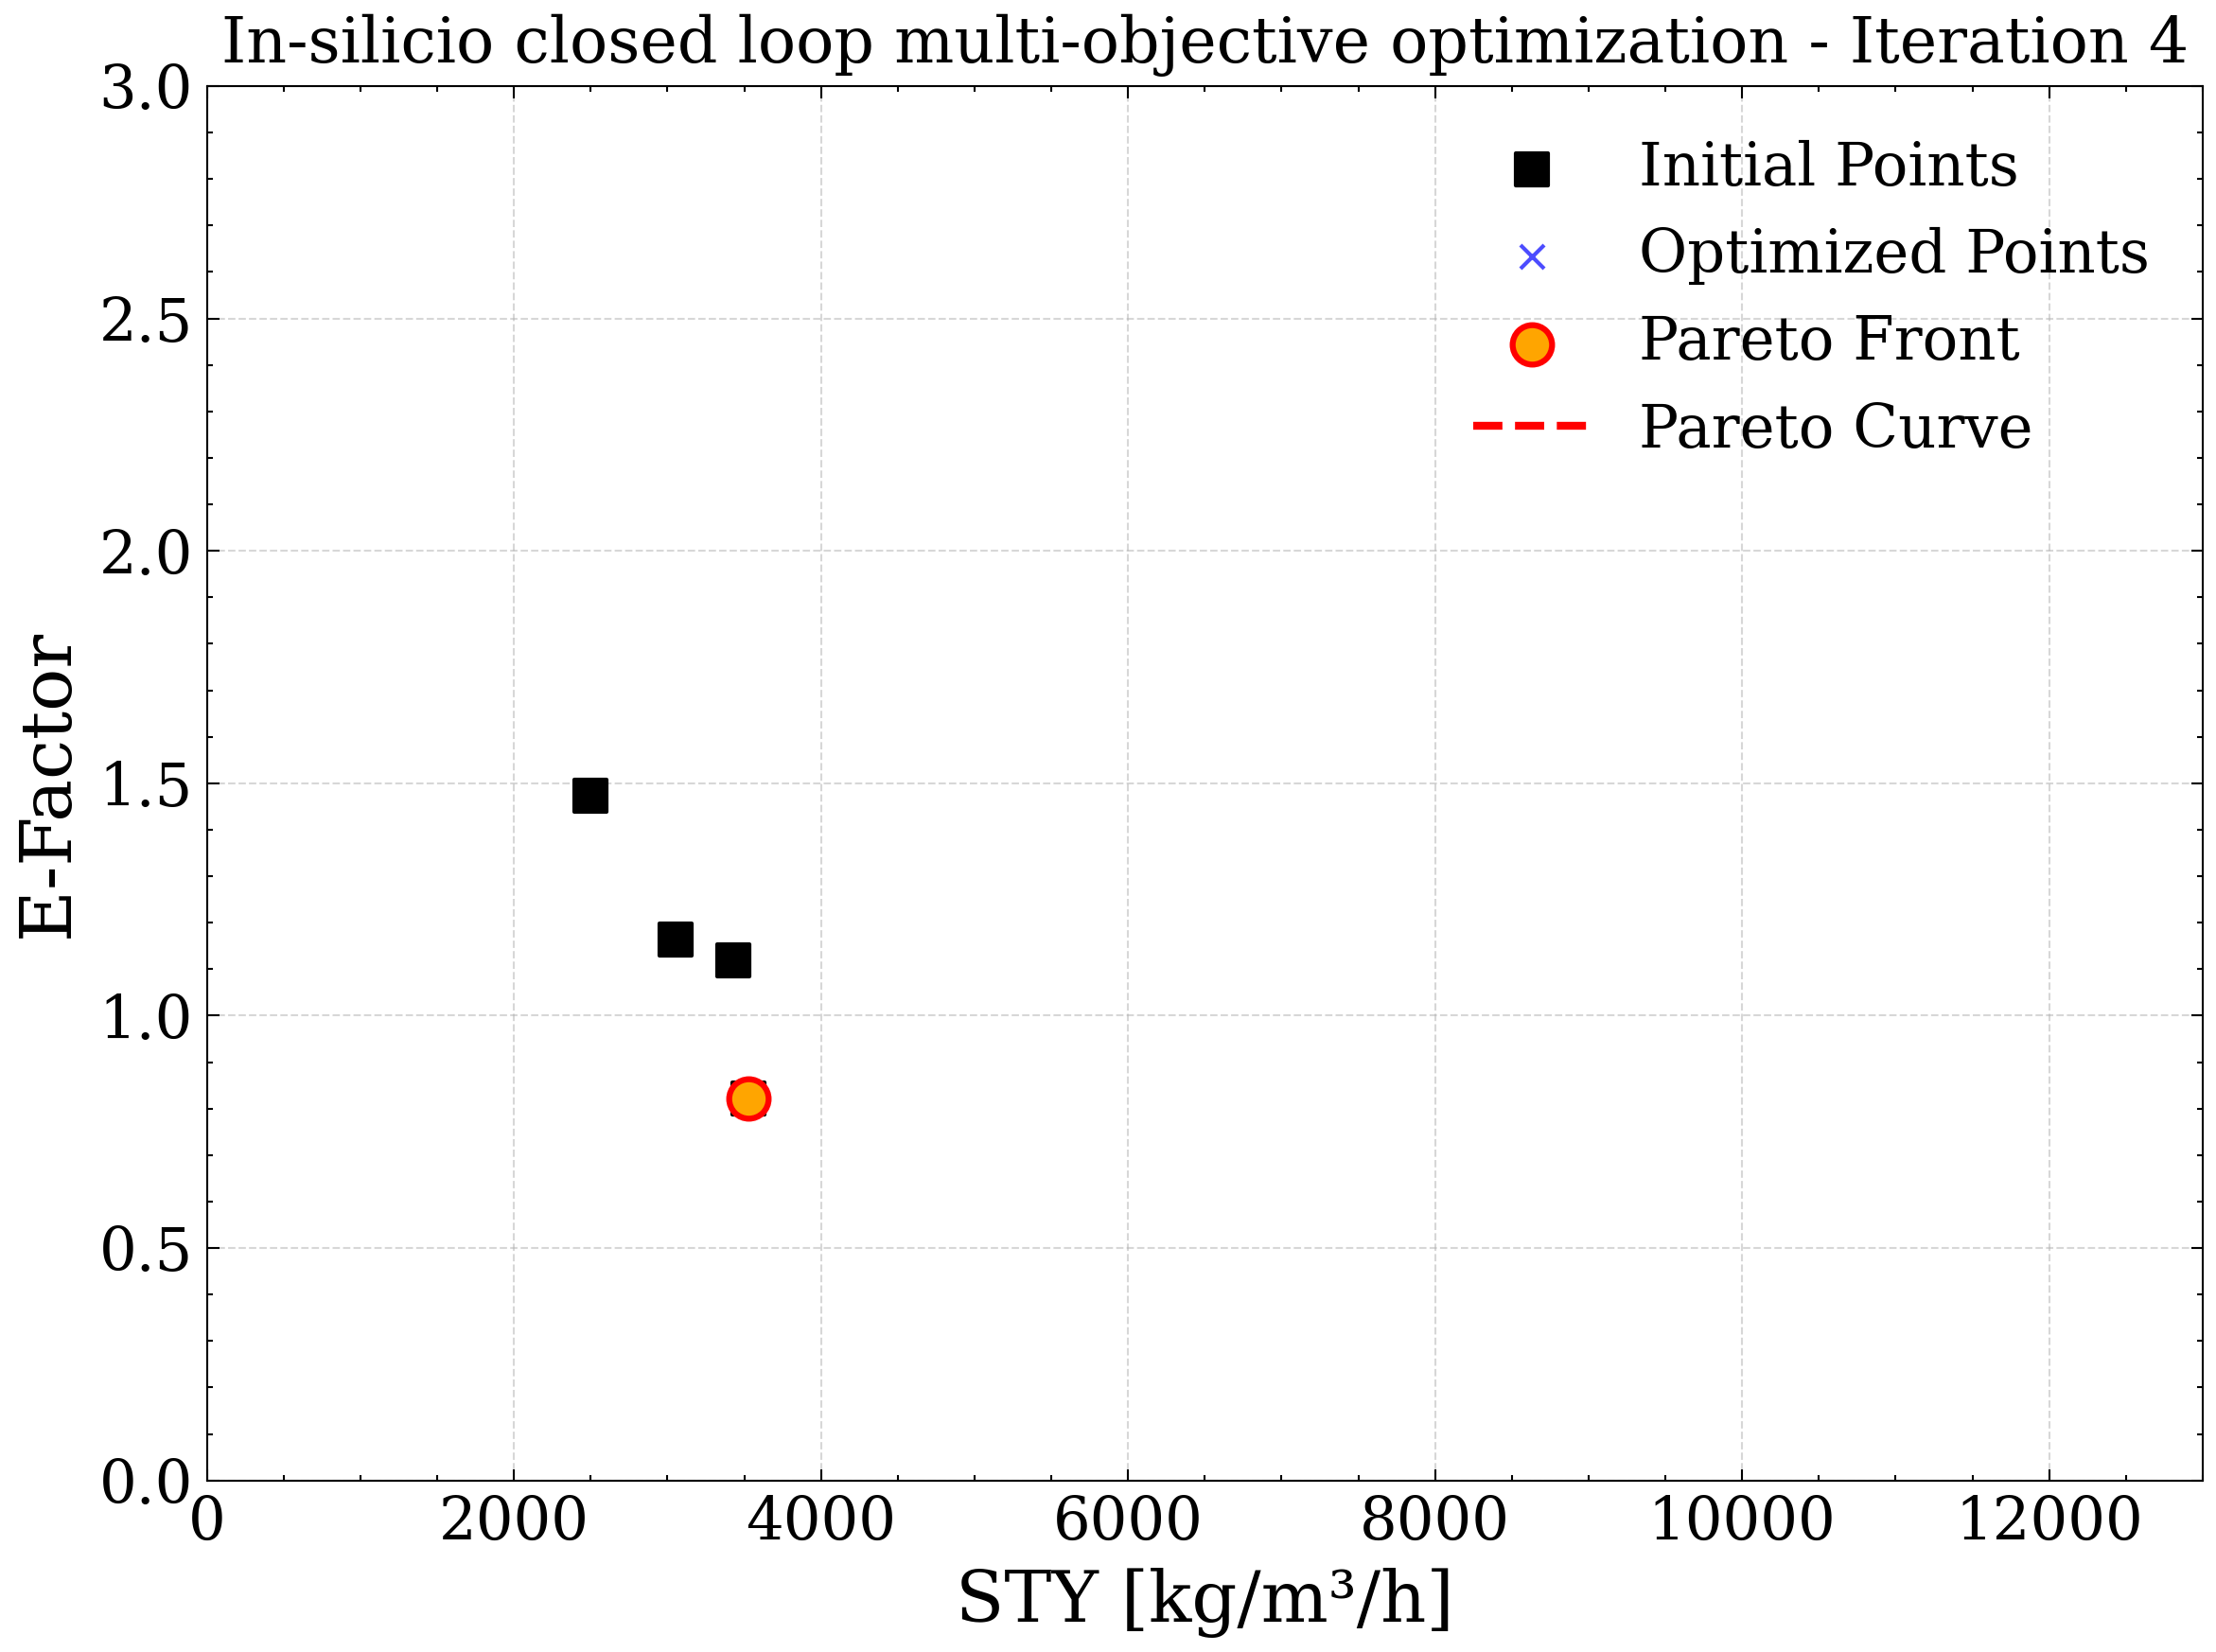 In-silicio closed loop multi-objective optimization - Iteration 4
3.0
2.5
2.0
1.5
1.0
0.5
0.0
E-Factor
Initial Points
Optimized Points
Pareto Front
Pareto Curve
0 2000 4000 6000 8000 10000 12000
STY [kg/m³/h]